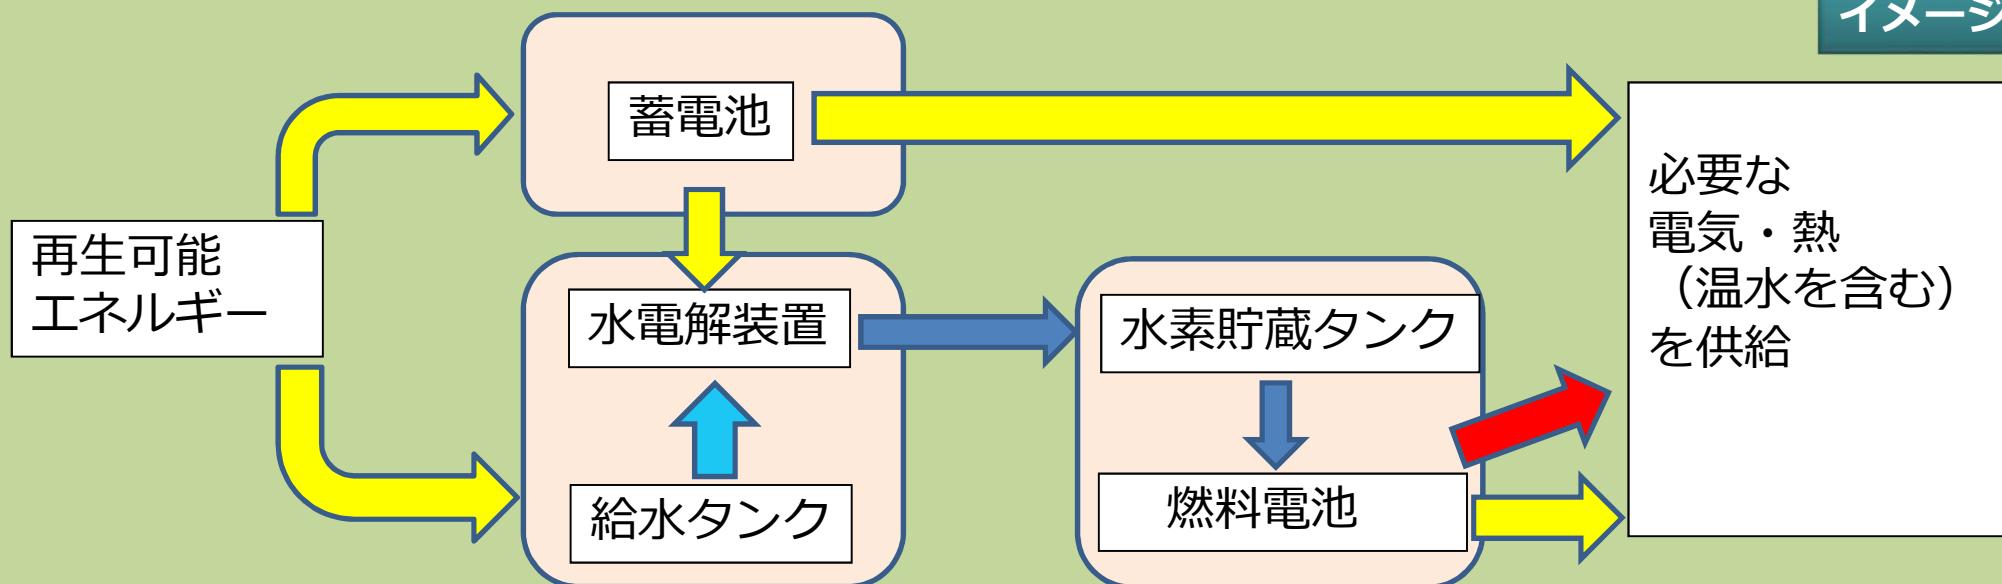 イメージ
蓄電池
再生可能
エネルギー
水電解装置
給水タンク
水素貯蔵タンク
燃料電池
必要な
電気・熱
（温水を含む）
を供給